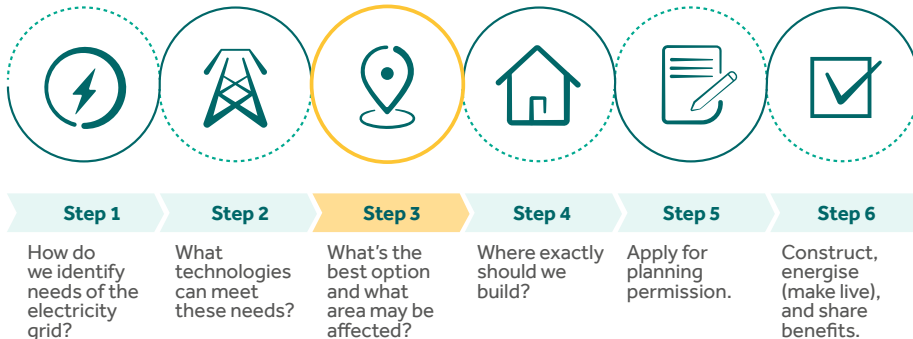 Step 1
How do
we identify
needs of the
electricity
grid?
Step 2
What
technologies
can meet
these needs?
Step 3
What's the
best option
and what
area may be
affected?
Step 4
Where exactly
should we
build?
Step 5
Apply for
planning
permission.
Step 6
Construct,
energise
(make live),
and share
benefits.